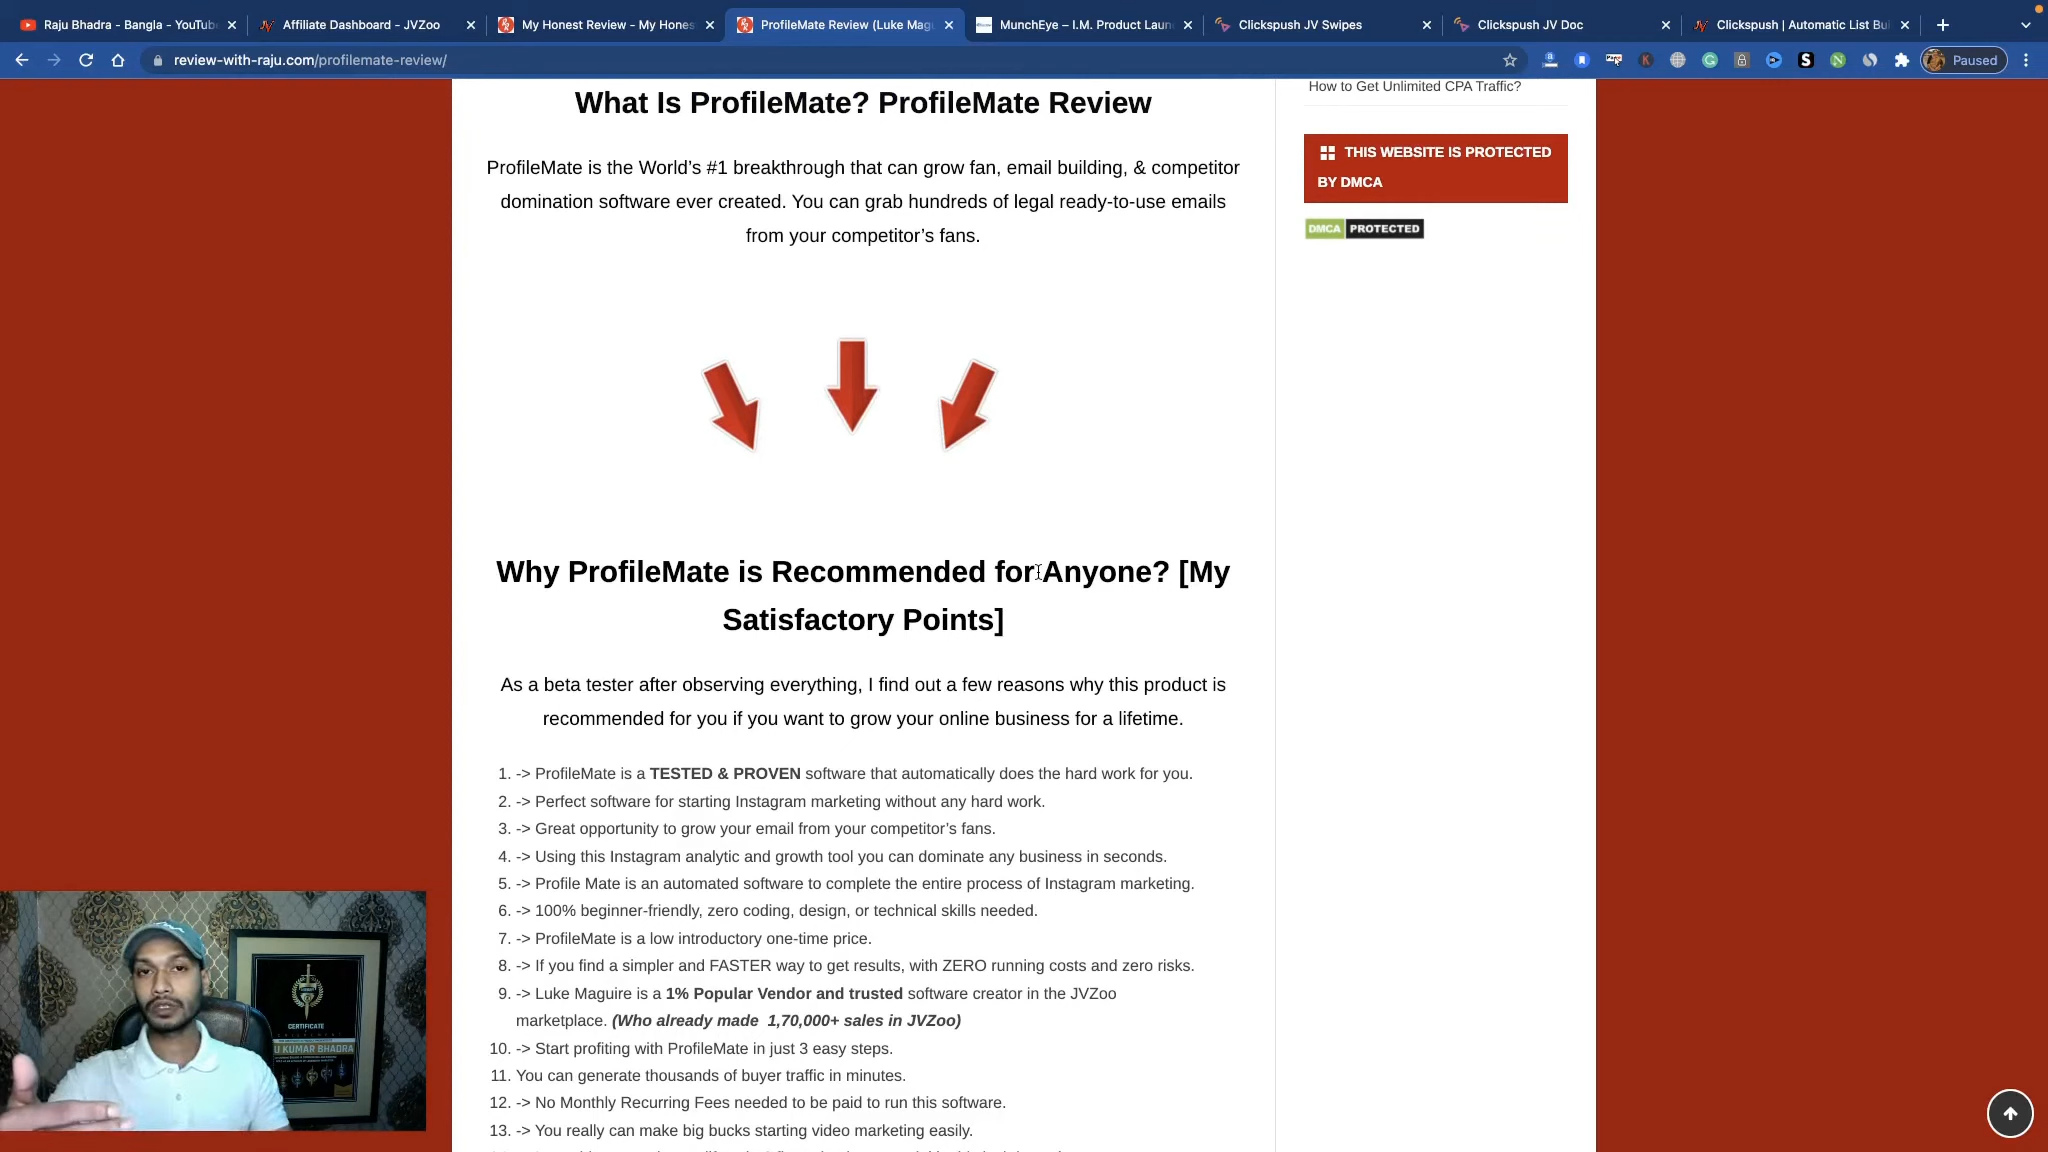 Raju Bhadra - Bangla - YouTub
Affiliate Dashboard - JVZoo
My Honest Review - My Hones
ProfileMate Review (Luke Mag
MunchEye – I.M. Product Laun
Clickspush JV Swipes
Clickspush JV Doc
Clickspush | Automatic List Bui
review-with-raju.com/profilemate-review/
Paused
What Is ProfileMate? ProfileMate Review
ProfileMate is the World’s #1 breakthrough that can grow fan, email building, & competitor
domination software ever created. You can grab hundreds of legal ready-to-use emails
from your competitor’s fans.
Why ProfileMate is Recommended for Anyone? [My
Satisfactory Points]
As a beta tester after observing everything, I find out a few reasons why this product is
recommended for you if you want to grow your online business for a lifetime.
1. -> ProfileMate is a TESTED & PROVEN software that automatically does the hard work for you.
2. -> Perfect software for starting Instagram marketing without any hard work.
3. -> Great opportunity to grow your email from your competitor’s fans.
4. -> Using this Instagram analytic and growth tool you can dominate any business in seconds.
5. -> Profile Mate is an automated software to complete the entire process of Instagram marketing.
6. -> 100% beginner-friendly, zero coding, design, or technical skills needed.
7. -> ProfileMate is a low introductory one-time price.
8. -> If you find a simpler and FASTER way to get results, with ZERO running costs and zero risks.
9. -> Luke Maguire is a 1% Popular Vendor and trusted software creator in the JVZoo
marketplace. (Who already made 1,70,000+ sales in JVZoo)
10. -> Start profiting with ProfileMate in just 3 easy steps.
11. You can generate thousands of buyer traffic in minutes.
12. -> No Monthly Recurring Fees needed to be paid to run this software.
13. -> You really can make big bucks starting video marketing easily.
How to Get Unlimited CPA Traffic?
THIS WEBSITE IS PROTECTED
BY DMCA
DMCA PROTECTED
CERTIFICATE
U KUMAR BHADRA